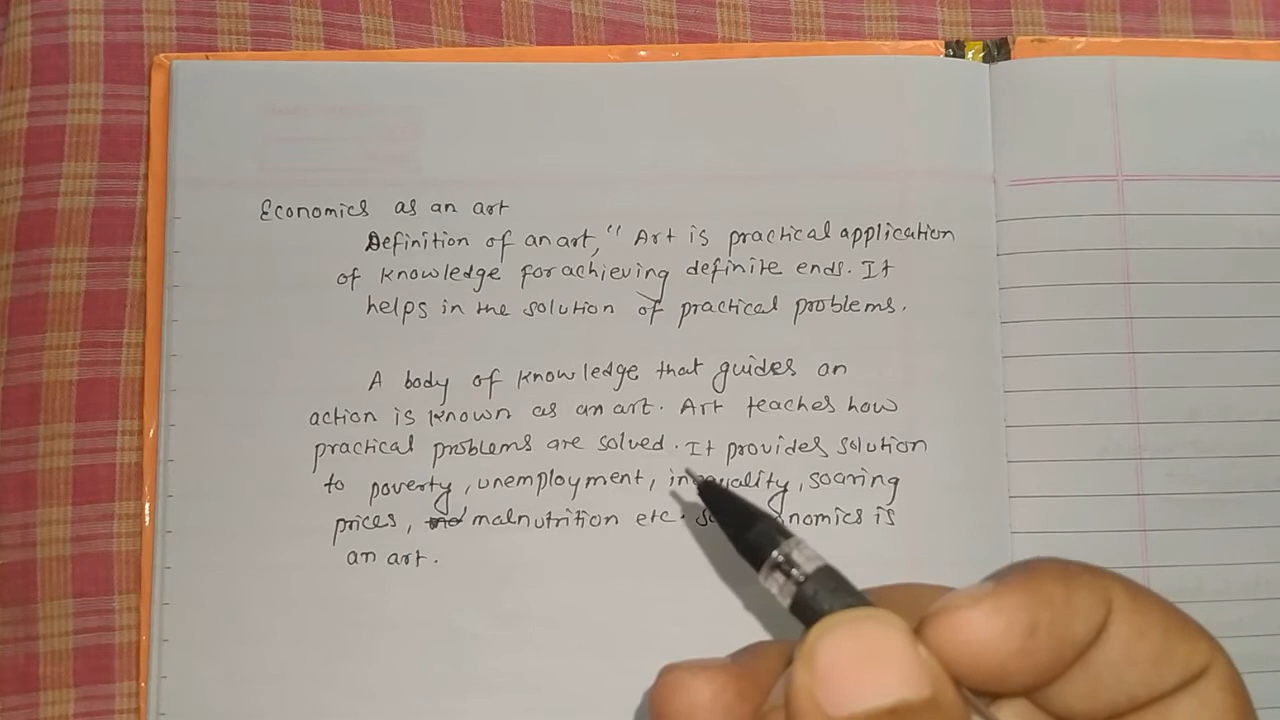 Economics as an art
Definition of an art, " Art is practical application
of knowledge for achieving definite ends. It
helps in the solution of practical problems.
A body of knowledge that guides an
action is known as an art. Art teaches how
practical problems are solved. It provides solution
to poverty, unemployment, inequality, soaring
prices, malnutrition etc. is
an art.